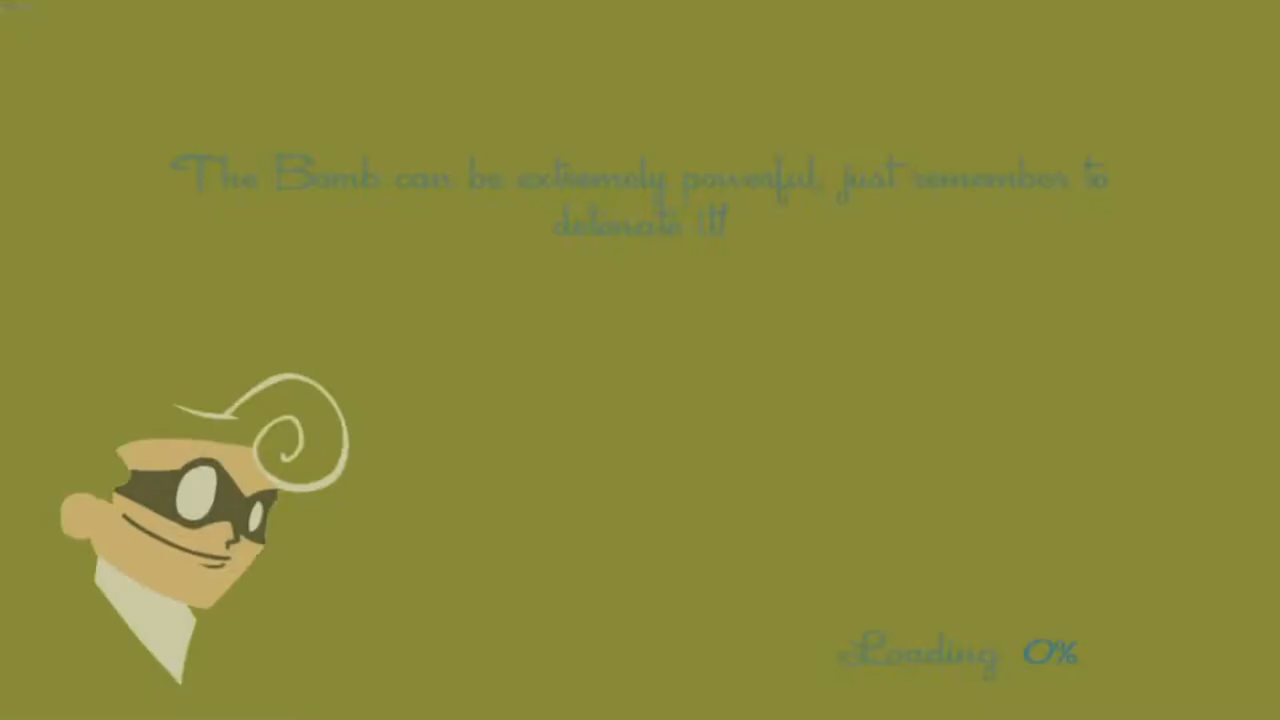 The Bomb can be extremely powerful, just remember to
detonate it!
Loading 0%